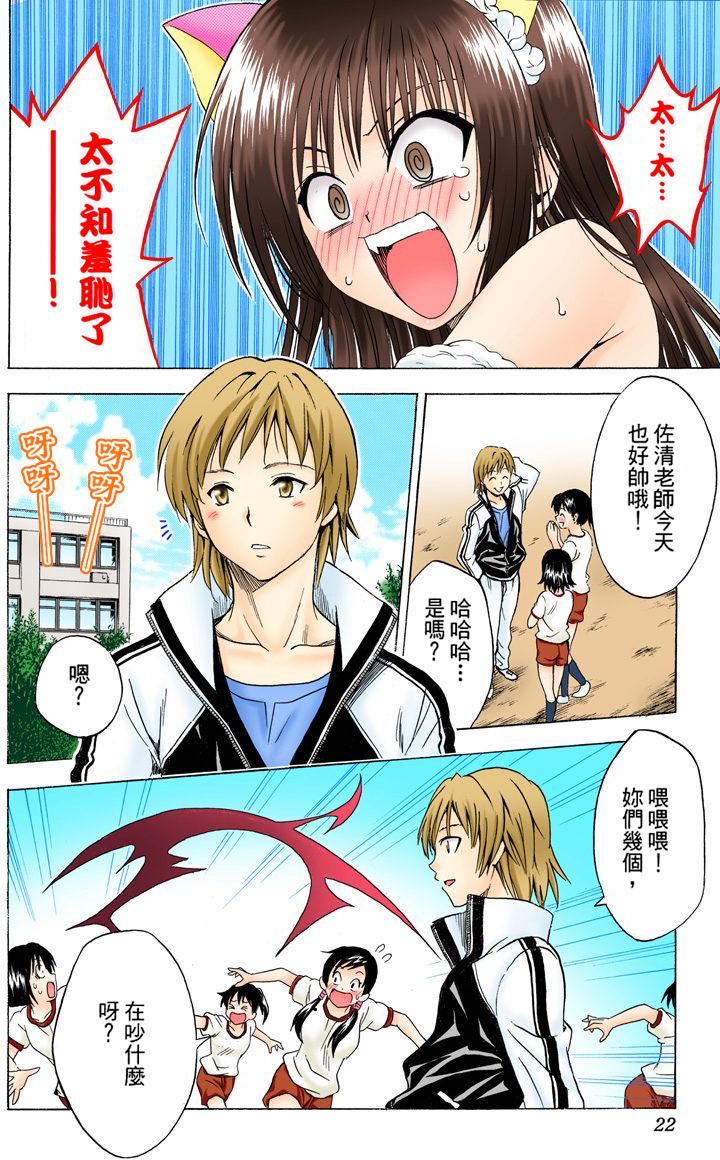 太…太…
太不知羞恥了
——！
佐清老師今天
也好帥哦！
哈哈哈…
是嗎？
呀呀
呀呀
嗯？
喂喂喂！
妳們幾個，
在吵什麼
呀？
22